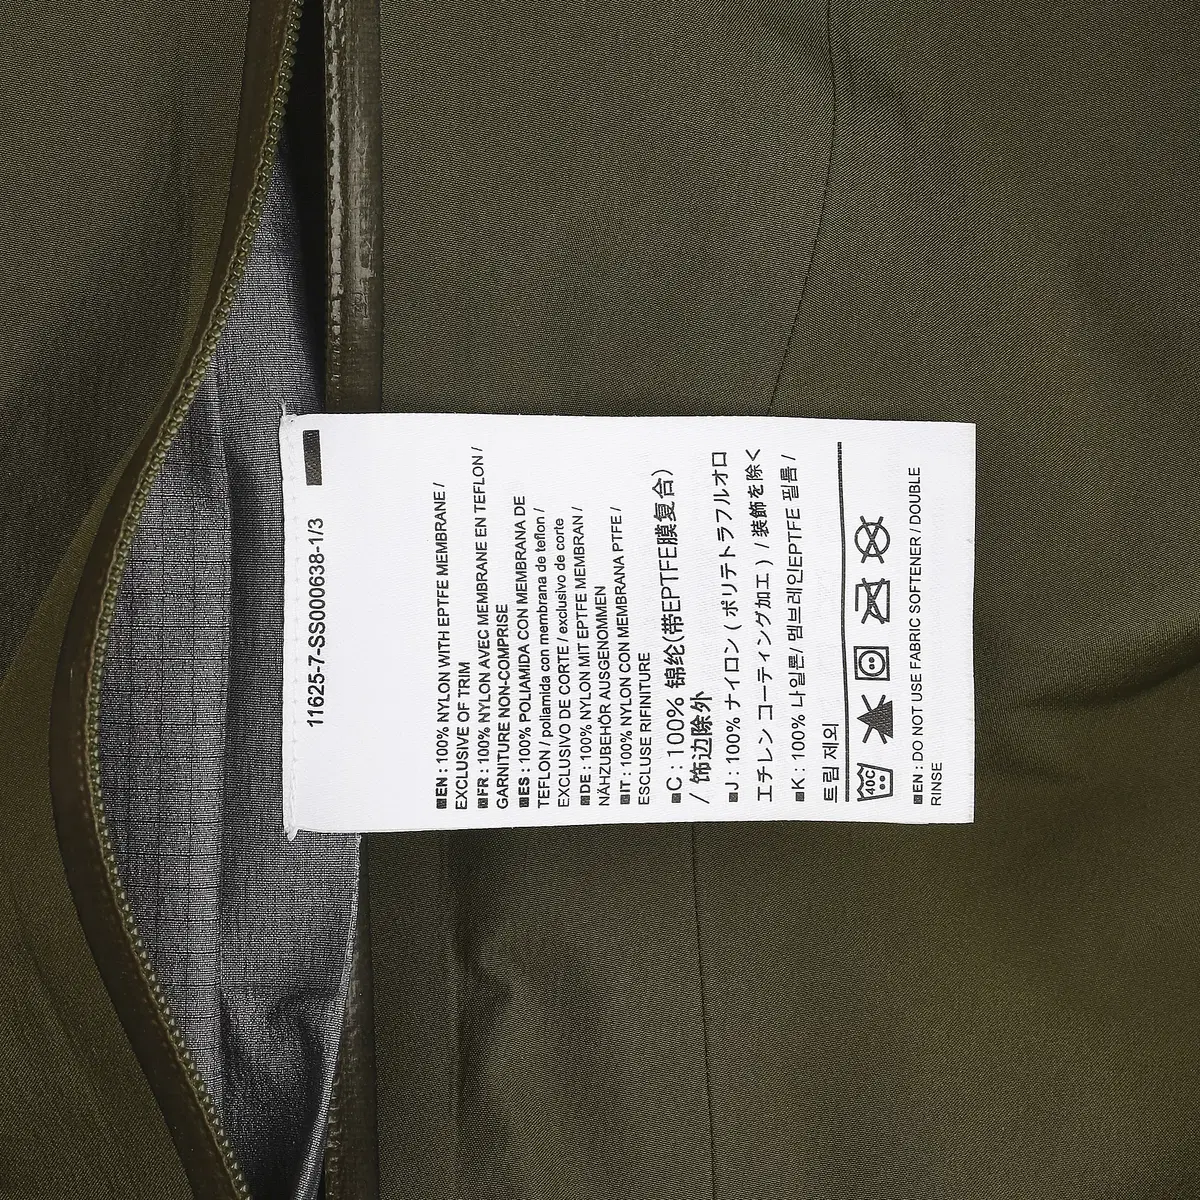 11625-7-SS000638-1/3
EN : 100% NYLON WITH EPTFE MEMBRANE /
EXCLUSIVE OF TRIM
FR : 100% NYLON AVEC MEMBRANE EN TEFLON /
GARNITURE NON-COMPRISE
ES : 100% POLIAMIDA CON MEMBRANA DE
TEFLON / poliamida con membrana de teflon /
EXCLUSIVO DE CORTE / exclusivo de corte
DE : 100% NYLON MIT EPTFE MEMBRAN /
NÄHZUBEHÖR AUSGENOMMEN
IT : 100% NYLON CON MEMBRANA PTFE /
ESCLUSE RIFINITURE
C : 100% 锦纶(带EPTFE膜复合)
/ 饰边除外
J : 100% ナイロン ( ポリテトラフルオロ
エチレン コーティング加工 ) / 装飾を除く
K : 100% 나일론/ 멤브레인EPTFE 필름 /
트림 제외
40C
EN : DO NOT USE FABRIC SOFTENER / DOUBLE
RINSE